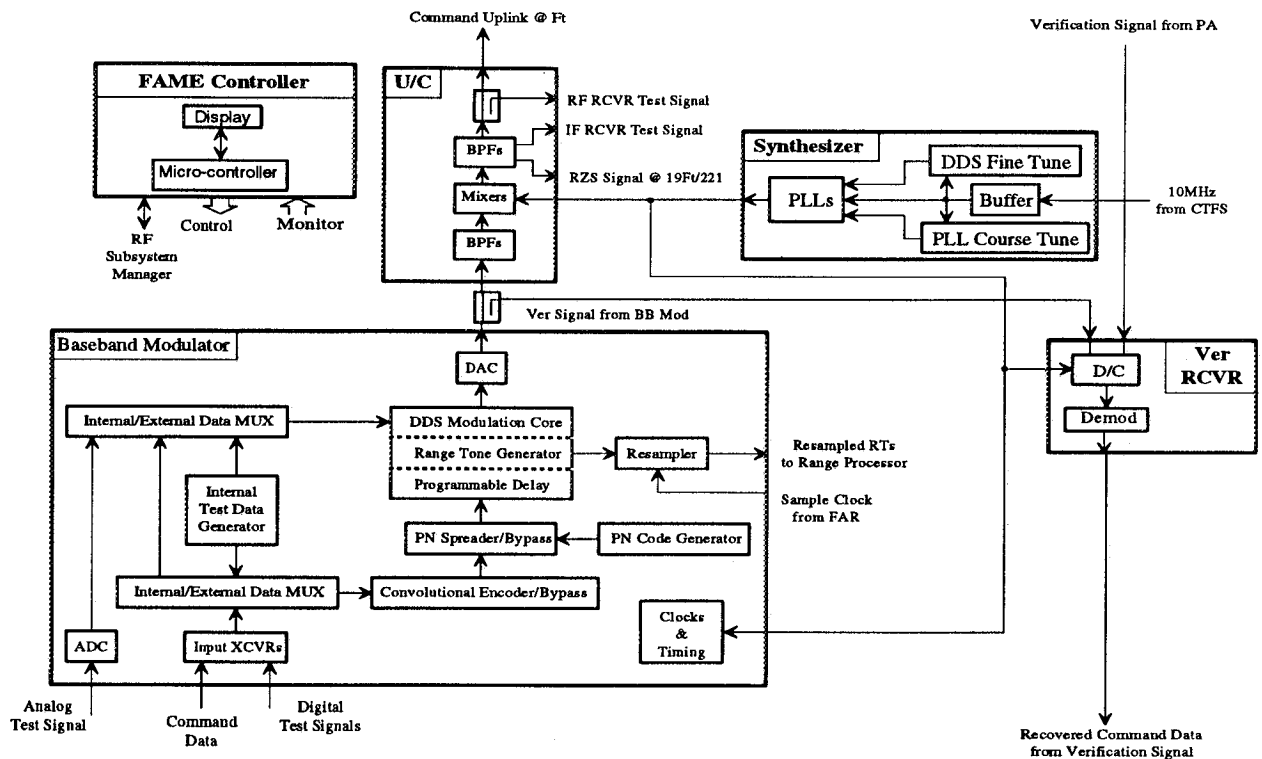 Command Uplink @ Ft
Verification Signal from PA
FAME Controller
Display
Micro-controller
Control
Monitor
RF
Subsystem
Manager
U/C
RF RCVR Test Signal
IF RCVR Test Signal
BPFs
RZS Signal @ 19Ft/221
Mixers
BPFs
Synthesizer
DDS Fine Tune
PLLs
Buffer
PLL Course Tune
10MHz
from CTFS
Ver Signal from BB Mod
Baseband Modulator
DAC
Internal/External Data MUX
DDS Modulation Core
Range Tone Generator
Programmable Delay
Resampler
Resampled RTs
to Range Processor
Sample Clock
from FAR
Internal
Test Data
Generator
PN Spreader/Bypass
PN Code Generator
Internal/External Data MUX
Convolutional Encoder/Bypass
Clocks
&
Timing
ADC
Input XCVRs
Analog
Test Signal
Command
Data
Digital
Test Signals
Ver
RCVR
D/C
Demod
Recovered Command Data
from Verification Signal